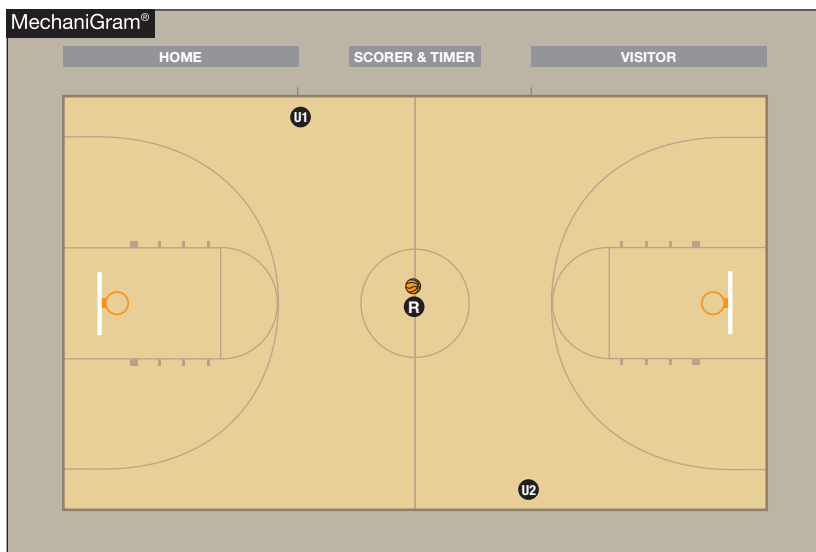 MechaniGram®
HOME
SCORER & TIMER
VISITOR
U1
R
U2